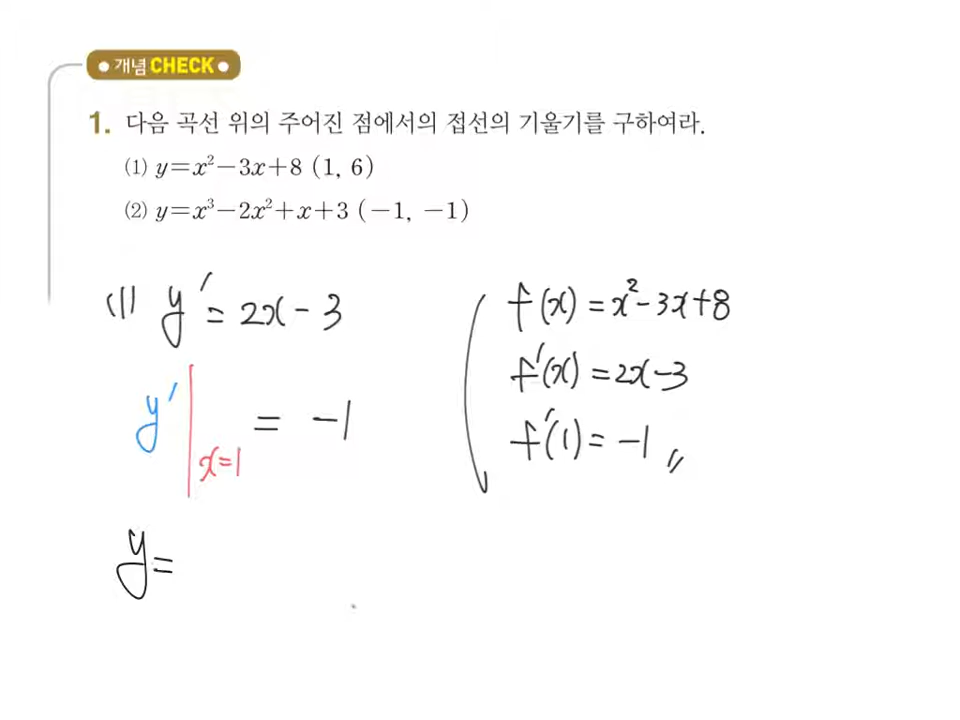 개념 CHECK
1. 다음 곡선 위의 주어진 점에서의 접선의 기울기를 구하여라.
(1) y=x²−3x+8 (1, 6)
(2) y=x³−2x²+x+3 (−1, −1)
(1) y′=2x−3
y′|x=1 = −1
y=
f(x)=x²−3x+8
f′(x)=2x−3
f′(1)=−1 〃